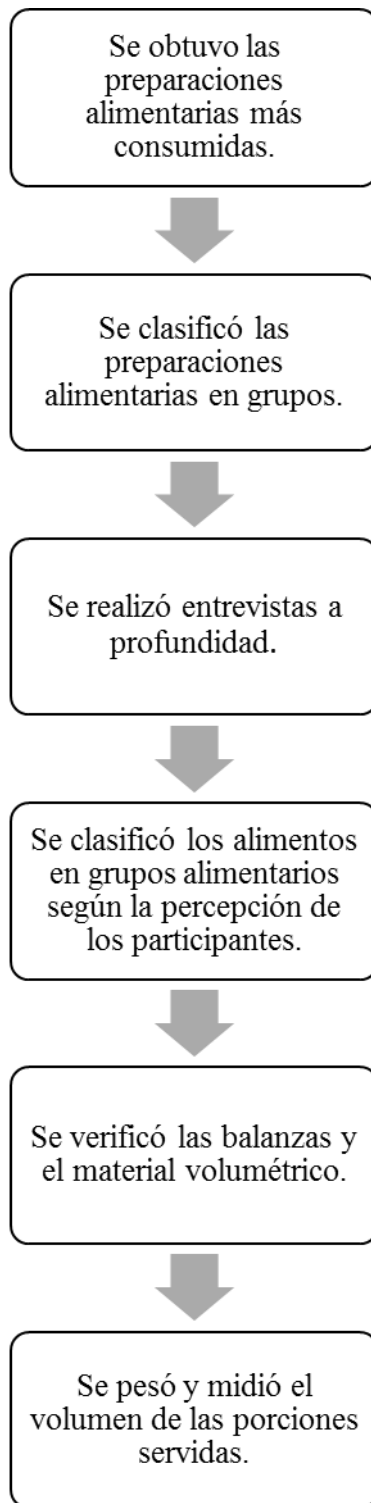 Se obtuvo las
preparaciones
alimentarias más
consumidas.
Se clasificó las
preparaciones
alimentarias en grupos.
Se realizó entrevistas a
profundidad.
Se clasificó los alimentos
en grupos alimentarios
según la percepción de
los participantes.
Se verificó las balanzas y
el material volumétrico.
Se pesó y midió el
volumen de las porciones
servidas.